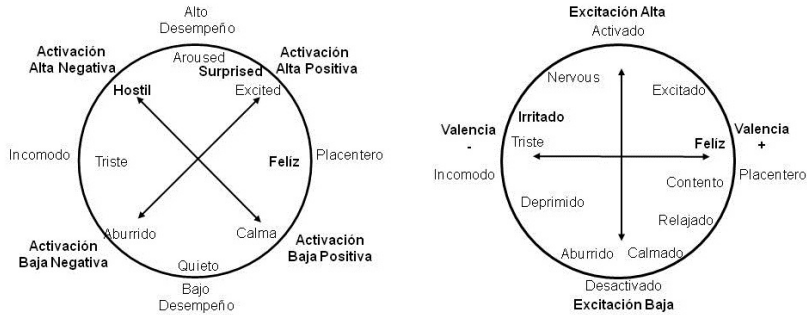 Alto
Desempeño
Activación
Alta Negativa
Activación
Alta Positiva
Aroused
Surprised
Hostil
Excited
Incomodo
Triste
Felíz
Placentero
Aburrido
Calma
Activación
Baja Negativa
Activación
Baja Positiva
Quieto
Bajo
Desempeño
Excitación Alta
Activado
Nervous
Excitado
Irritado
Valencia
-
Incomodo
Triste
Felíz
Valencia
+
Placentero
Contento
Deprimido
Relajado
Aburrido
Calmado
Desactivado
Excitación Baja